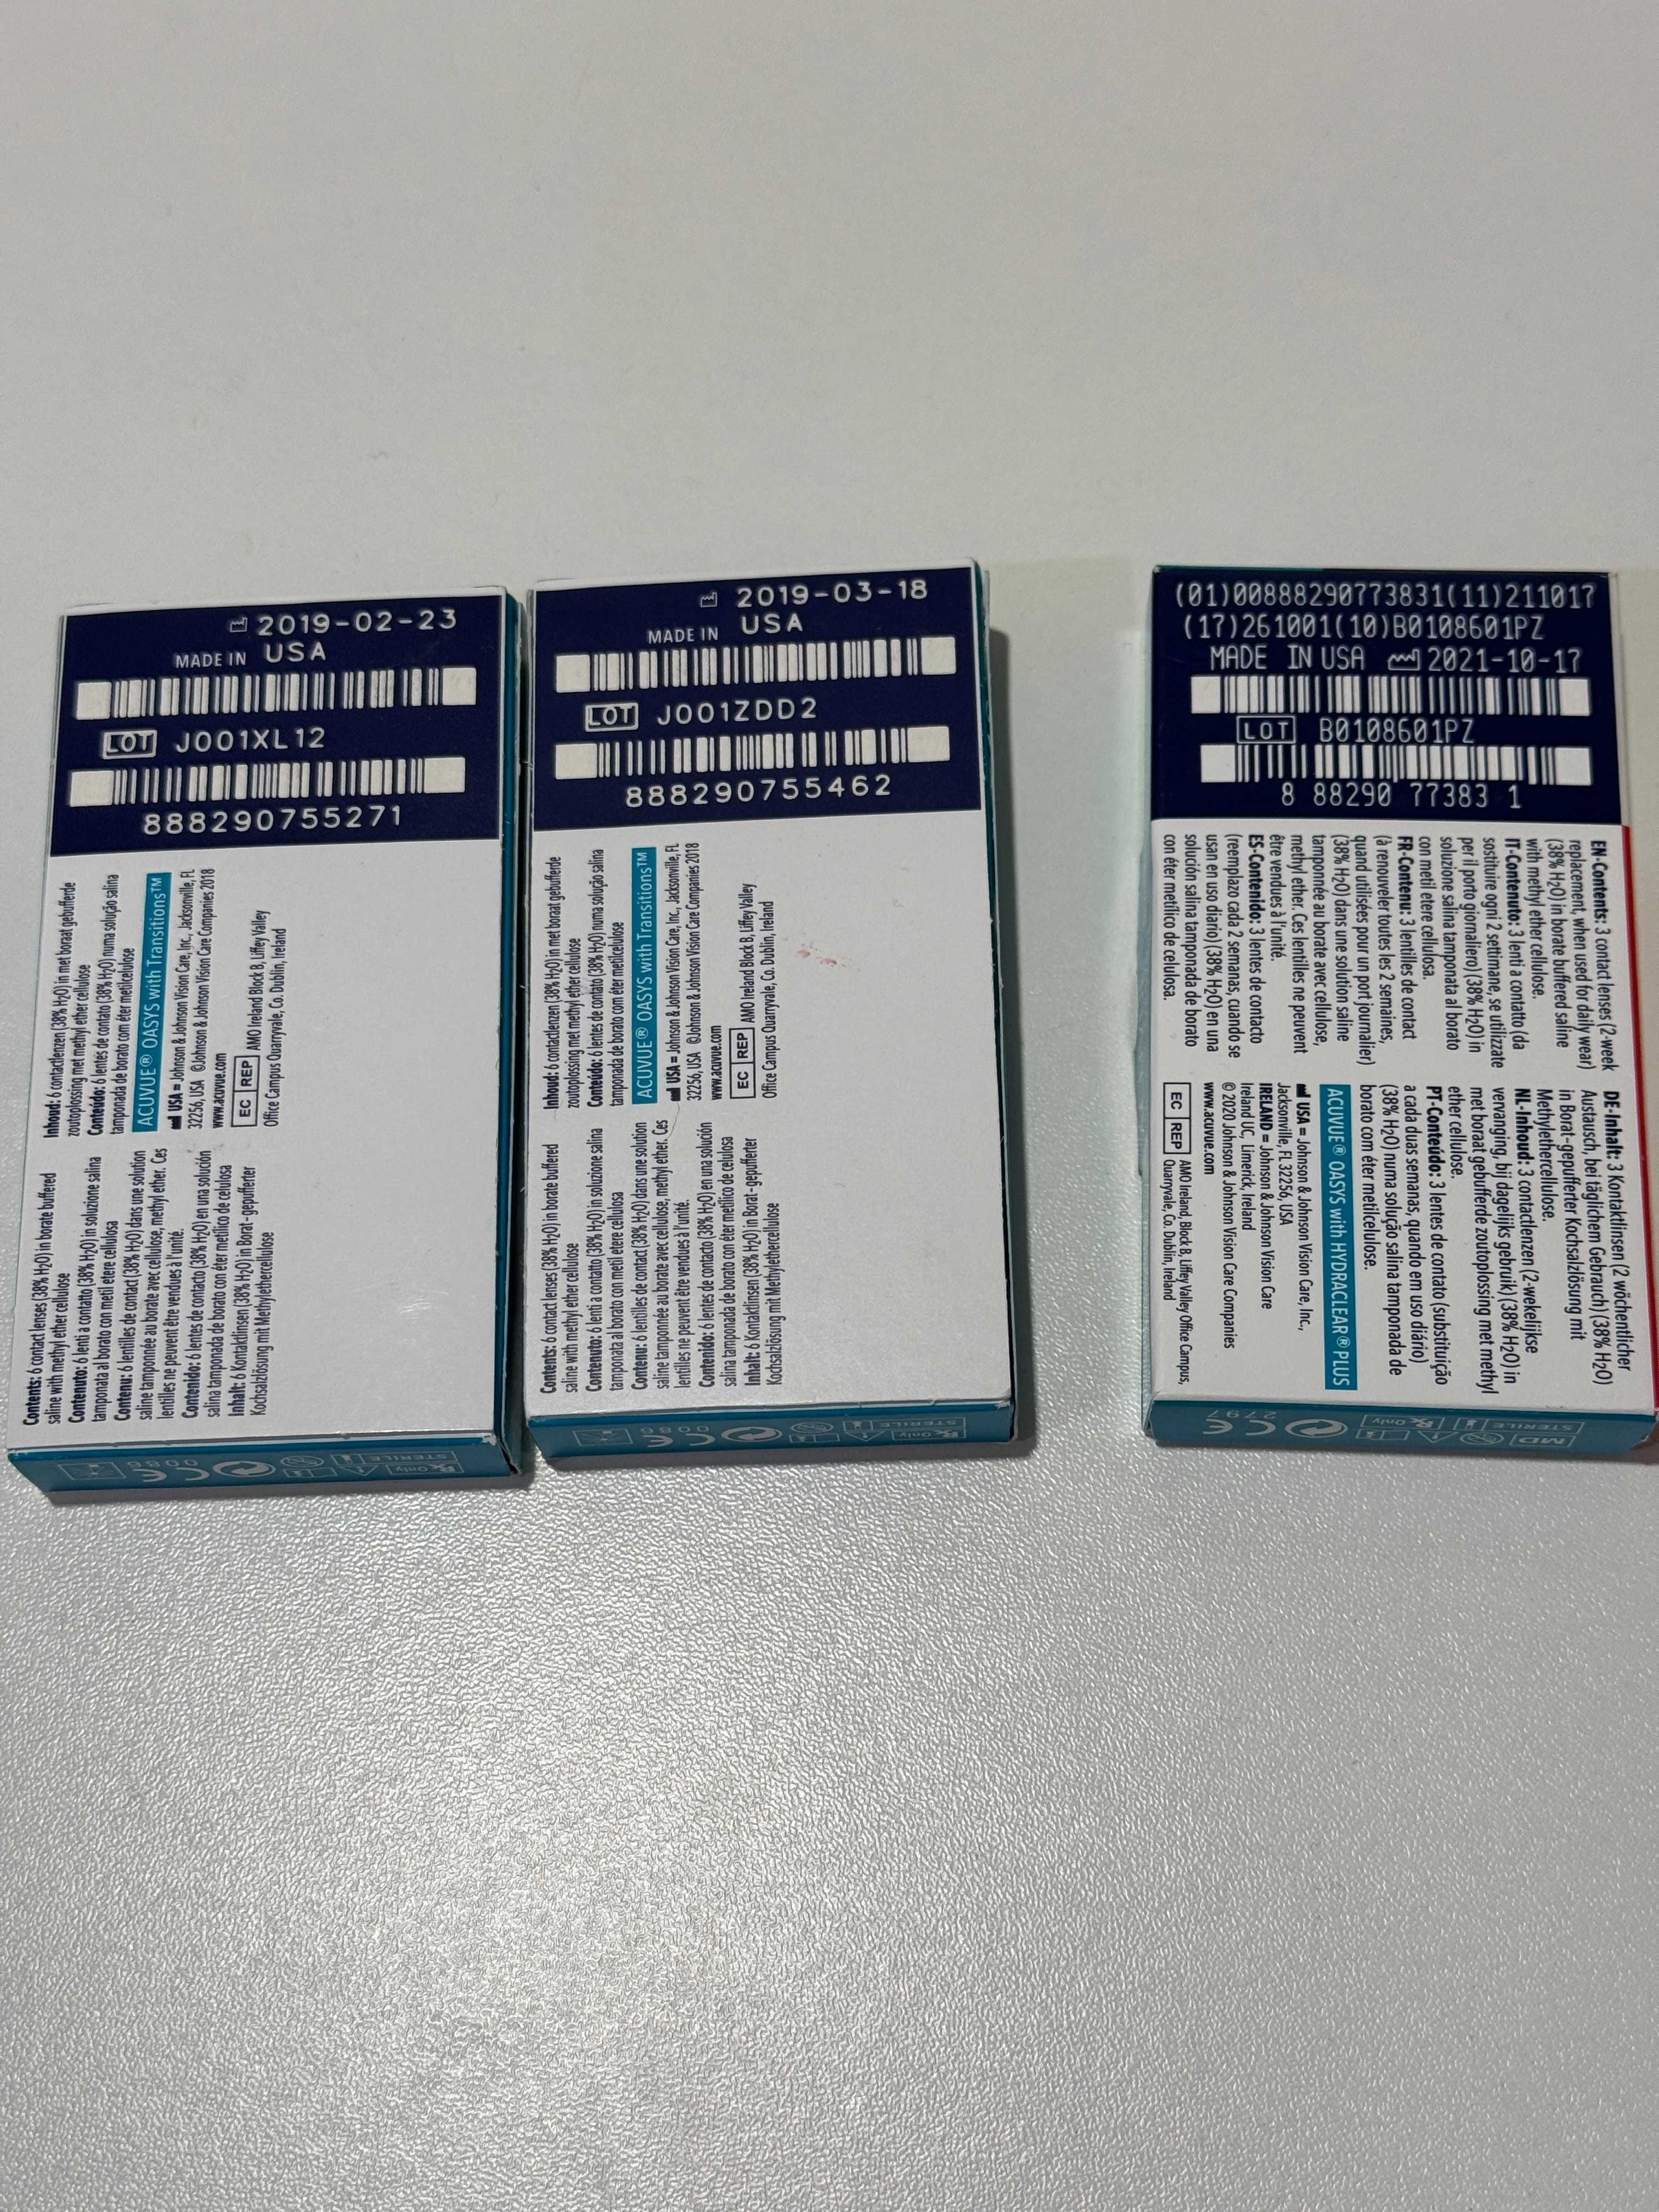 2019-02-23
MADE IN USA
LOT J001XL12
888290755271
Contents: 6 contact lenses (38% H2O) in borate buffered
saline with methyl ether cellulose
Contenuto: 6 lenti a contatto (38% H2O) in soluzione salina
tamponata al borato con metil etere cellulosa
Contenu: 6 lentilles de contact (38% H2O) dans une solution
saline tamponnée au borate avec cellulose, methyl ether. Ces
lentilles ne peuvent être vendues à l'unité.
Contenido: 6 lentes de contacto (38% H2O) en una solución
salina tamponada de borato con éter metílico de celulosa
Inhalt: 6 Kontaktlinsen (38% H2O) in Borat-gepufferter
Kochsalzlösung mit Methylethercellulose
Inhoud: 6 contactlenzen (38% H2O) in met boraat gebufferde
zoutoplossing met methyl ether cellulose
Conteúdo: 6 lentes de contato (38% H2O) numa solução salina
tamponada de borato com éter metilcelulose
ACUVUE® OASYS with Transitions™
USA = Johnson & Johnson Vision Care, Inc., Jacksonville, FL
32256, USA ©Johnson & Johnson Vision Care Companies 2018
www.acuvue.com
EC REP AMO Ireland Block B, Liffey Valley
Office Campus Quarryvale, Co. Dublin, Ireland
Rx Only
STERILE
CE
0086
2019-03-18
MADE IN USA
LOT J001ZDD2
888290755462
Contents: 6 contact lenses (38% H2O) in borate buffered
saline with methyl ether cellulose
Contenuto: 6 lenti a contatto (38% H2O) in soluzione salina
tamponata al borato con metil etere cellulosa
Contenu: 6 lentilles de contact (38% H2O) dans une solution
saline tamponnée au borate avec cellulose, methyl ether. Ces
lentilles ne peuvent être vendues à l'unité.
Contenido: 6 lentes de contacto (38% H2O) en una solución
salina tamponada de borato con éter metílico de celulosa
Inhalt: 6 Kontaktlinsen (38% H2O) in Borat-gepufferter
Kochsalzlösung mit Methylethercellulose
Inhoud: 6 contactlenzen (38% H2O) in met boraat gebufferde
zoutoplossing met methyl ether cellulose
Conteúdo: 6 lentes de contato (38% H2O) numa solução salina
tamponada de borato com éter metilcelulose
ACUVUE® OASYS with Transitions™
USA = Johnson & Johnson Vision Care, Inc., Jacksonville, FL
32256, USA ©Johnson & Johnson Vision Care Companies 2018
www.acuvue.com
EC REP AMO Ireland Block B, Liffey Valley
Office Campus Quarryvale, Co. Dublin, Ireland
Rx Only
STERILE
CE
0086
(01)00888290773831(11)211017
(17)261001(10)B0108601PZ
MADE IN USA 2021-10-17
LOT B0108601PZ
8 88290 77383 1
EN-Contents: 3 contact lenses (2-week
replacement, when used for daily wear)
(38% H2O) in borate buffered saline
with methyl ether cellulose.
IT-Contenuto: 3 lenti a contatto (da
sostituire ogni 2 settimane, se utilizzate
per il porto giornaliero) (38% H2O) in
soluzione salina tamponata al borato
con metil etere cellulosa.
FR-Contenu: 3 lentilles de contact
(à renouveler toutes les 2 semaines,
quand utilisées pour un port journalier)
(38% H2O) dans une solution saline
tamponnée au borate avec cellulose,
methyl ether. Ces lentilles ne peuvent
être vendues à l'unité.
ES-Contenido: 3 lentes de contacto
(reemplazo cada 2 semanas, cuando se
usan en uso diario) (38% H2O) en una
solución salina tamponada de borato
con éter metílico de celulosa.
DE-Inhalt: 3 Kontaktlinsen (2 wöchentlicher
Austausch, bei täglichem Gebrauch) (38% H2O)
in Borat-gepufferter Kochsalzlösung mit
Methylethercellulose.
NL-Inhoud: 3 contactlenzen (2-wekelijkse
vervanging, bij dagelijks gebruik) (38% H2O) in
met boraat gebufferde zoutoplossing met methyl
ether cellulose.
PT-Conteúdo: 3 lentes de contato (substituição
a cada duas semanas, quando em uso diário)
(38% H2O) numa solução salina tamponada de
borato com éter metilcelulose.
ACUVUE® OASYS with HYDRACLEAR® PLUS
USA = Johnson & Johnson Vision Care, Inc.,
Jacksonville, FL 32256, USA
IRELAND = Johnson & Johnson Vision Care
Ireland UC, Limerick, Ireland
© 2020 Johnson & Johnson Vision Care Companies
www.acuvue.com
EC REP AMO Ireland, Block B, Liffey Valley Office Campus,
Quarryvale, Co. Dublin, Ireland
MD
STERILE
Rx Only
CE
2797